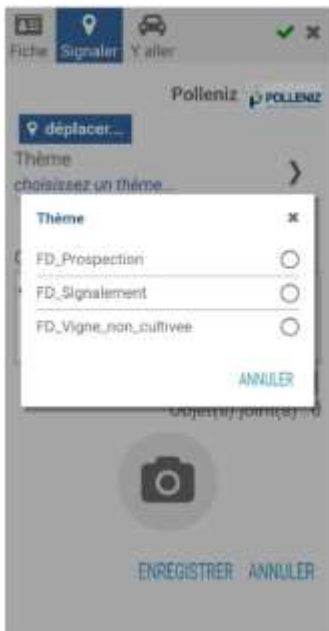 Fiche Signaler Y aller
Polleniz POLLENIZ
déplacer...
Thème
choisissez un thème...
Thème
FD_Prospection
FD_Signalement
FD_Vigne_non_cultivee
ANNULER
Objet(s) joint(s) 0
ENREGISTRER ANNULER